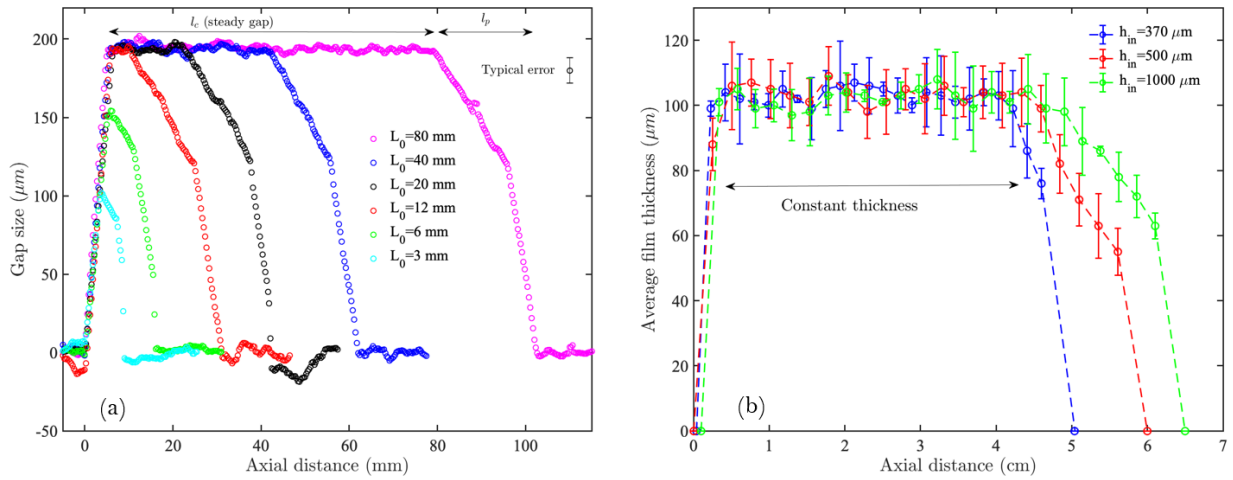 l_c (steady gap)
l_p
200
150
100
50
0
-50
Gap size (μm)
Typical error
L_0=80 mm
L_0=40 mm
L_0=20 mm
L_0=12 mm
L_0=6 mm
L_0=3 mm
(a)
0 20 40 60 80 100
Axial distance (mm)
h_in=370 μm
h_in=500 μm
h_in=1000 μm
120
100
80
60
40
20
0
Average film thickness (μm)
Constant thickness
(b)
0 1 2 3 4 5 6 7
Axial distance (cm)